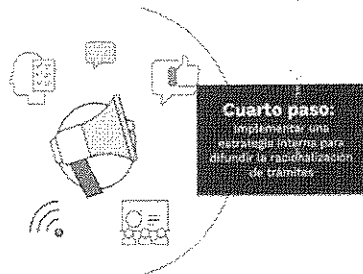 Cuarto paso:
Implementar una
estrategia interna para
difundir la racionalización
de trámites